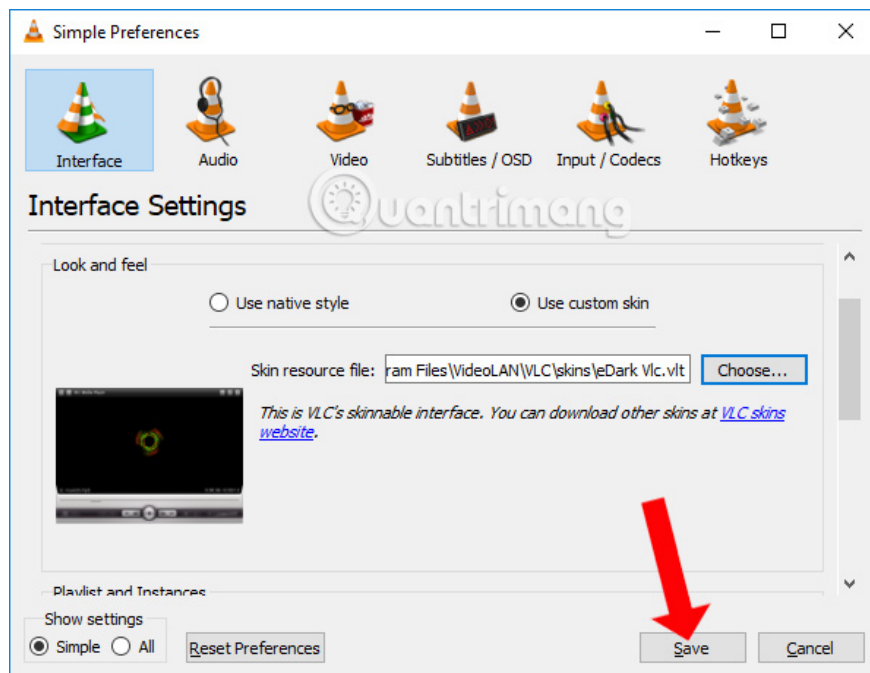 Simple Preferences
Interface
Audio
Video
Subtitles / OSD
Input / Codecs
Hotkeys
Interface Settings
Quantrimang
Look and feel
Use native style
Use custom skin
Skin resource file:
ram Files\VideoLAN\VLC\skins\eDark Vlc.vlt
Choose...
This is VLC's skinnable interface. You can download other skins at VLC skins
website.
Playlist and Instances
Show settings
Simple
All
Reset Preferences
Save
Cancel